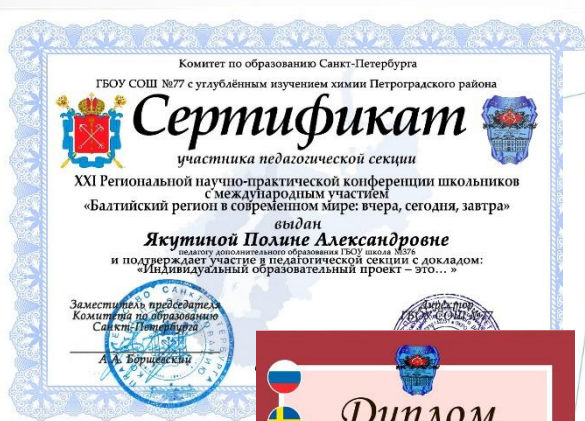 Комитет по образованию Санкт-Петербурга
ГБОУ СОШ №77 с углублённым изучением химии Петроградского района
Сертификат
участника педагогической секции
XXI Региональной научно-практической конференции школьников
с международным участием
«Балтийский регион в современном мире: вчера, сегодня, завтра»
выдан
Якутиной Полине Александровне
педагогу дополнительного образования ГБОУ школа №376
и подтверждает участие в педагогической секции с докладом:
«Индивидуальный образовательный проект – это... »
Заместитель председателя
Комитета по образованию
Санкт-Петербурга
А.А. Борщевский
Директор
ГБОУ СОШ №77
Диплом